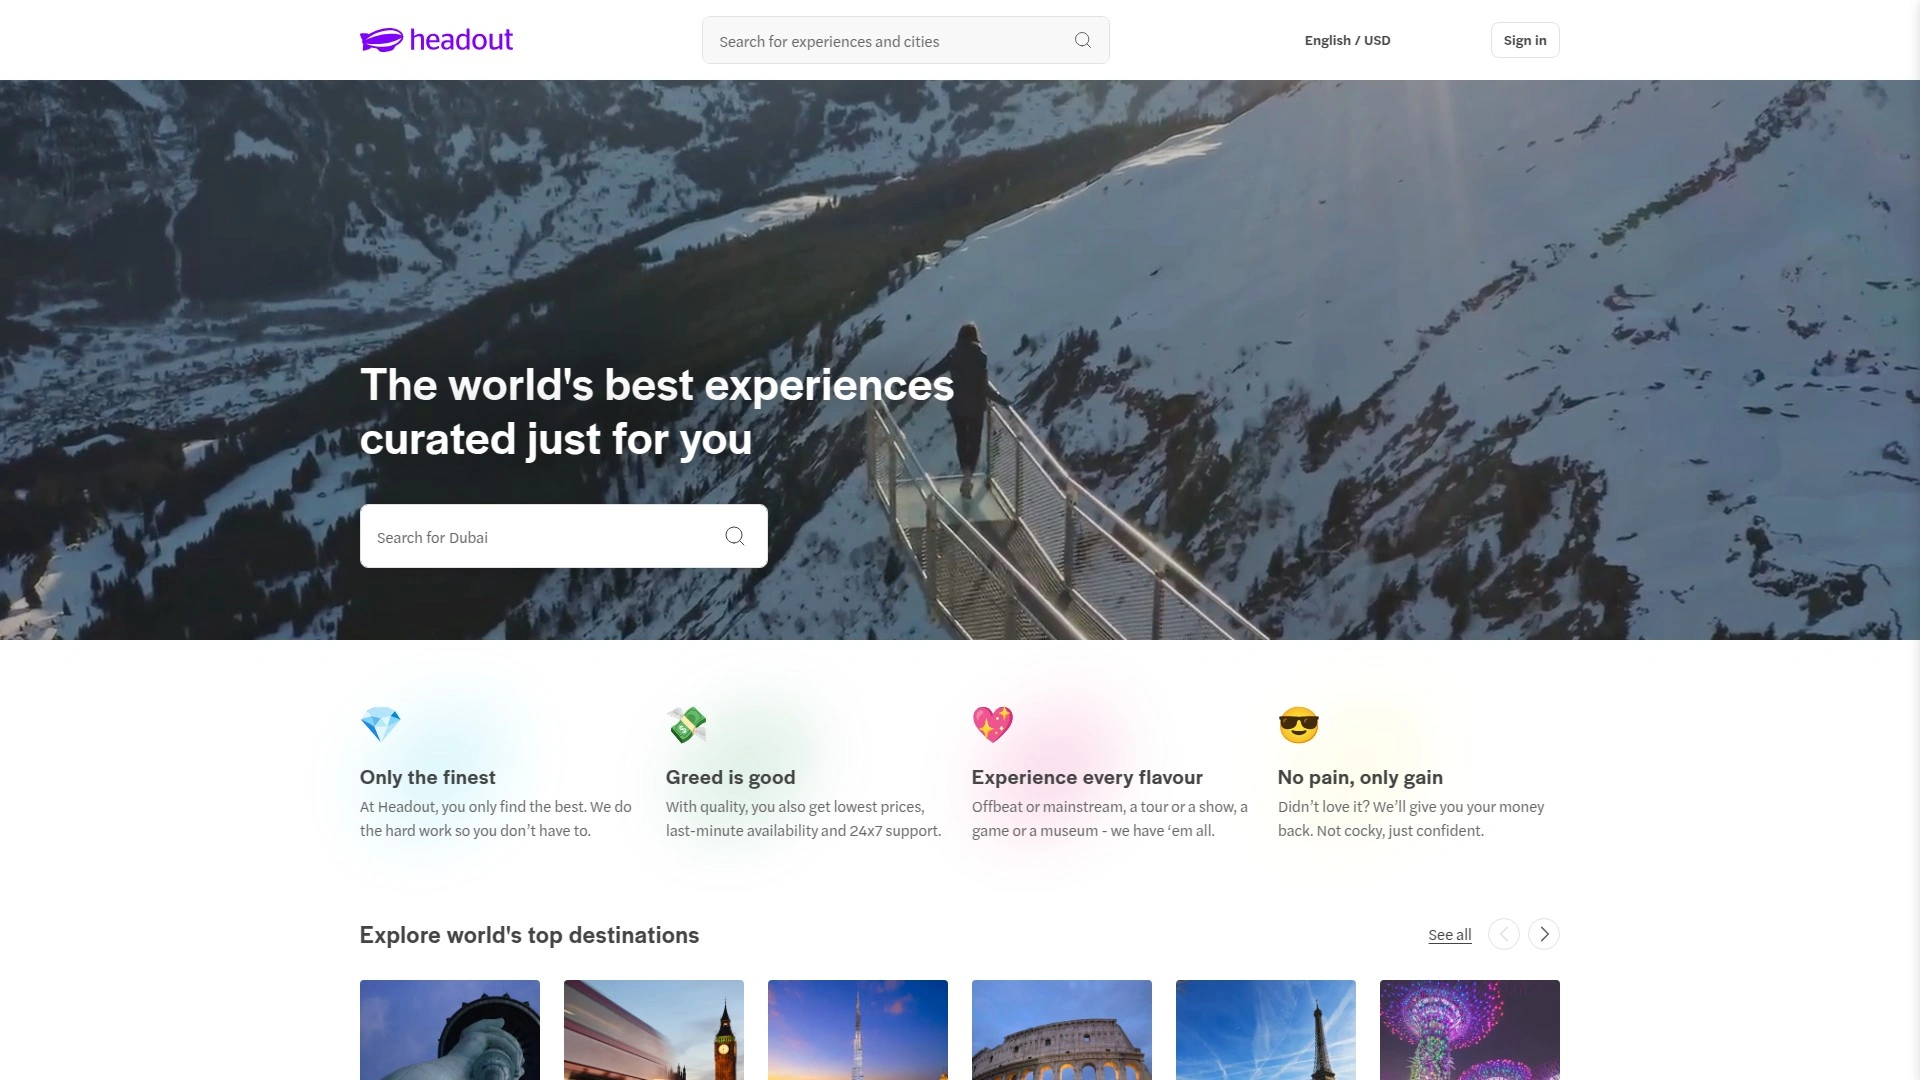 headout
Search for experiences and cities
English / USD
Sign in
The world's best experiences
curated just for you
Search for Dubai
Only the finest
At Headout, you only find the best. We do
the hard work so you don’t have to.
Greed is good
With quality, you also get lowest prices,
last-minute availability and 24x7 support.
Experience every flavour
Offbeat or mainstream, a tour or a show, a
game or a museum - we have ‘em all.
No pain, only gain
Didn’t love it? We’ll give you your money
back. Not cocky, just confident.
Explore world's top destinations
See all